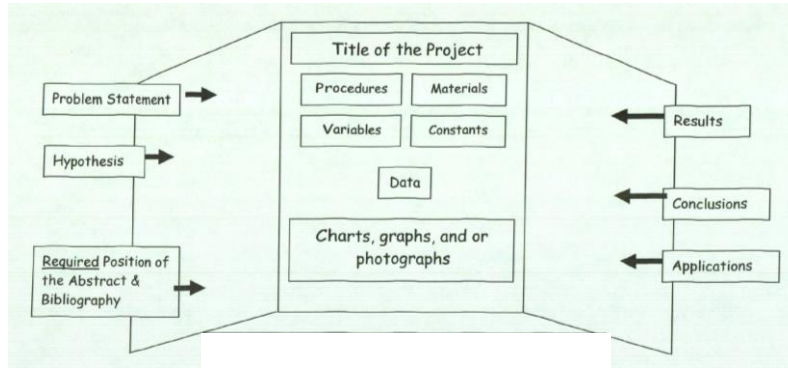 Title of the Project
Procedures
Materials
Variables
Constants
Data
Charts, graphs, and or
photographs
Problem Statement
Hypothesis
Required Position of
the Abstract &
Bibliography
Results
Conclusions
Applications